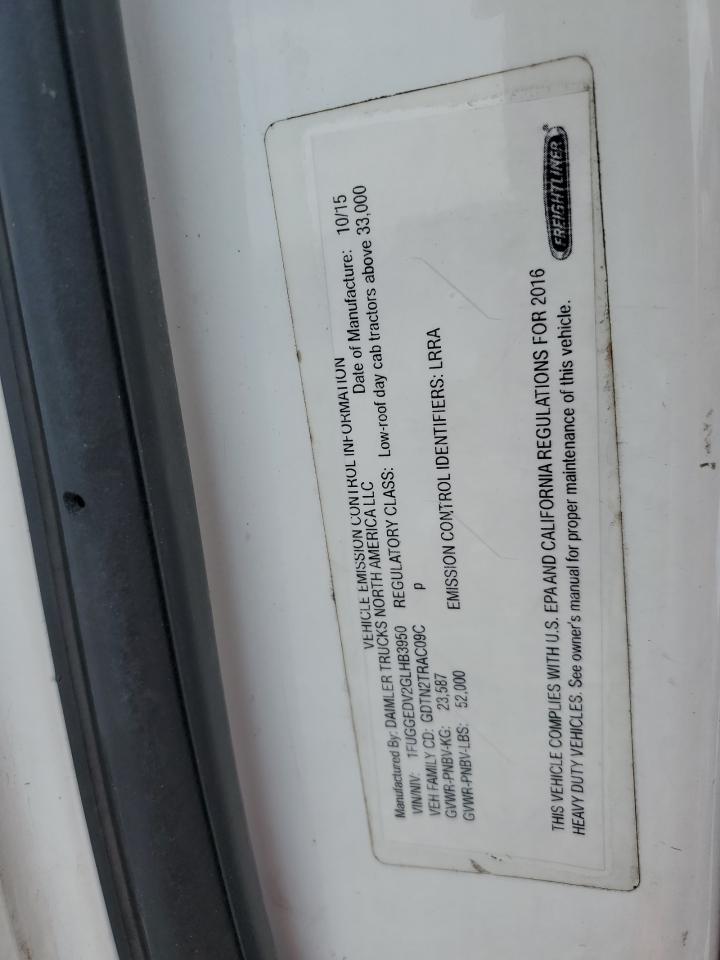 VEHICLE EMISSION CONTROL INFORMATION
Manufactured By: DAIMLER TRUCKS NORTH AMERICA LLC Date of Manufacture: 10/15
VIN/NIV: 1FUGGEDV2GLHB3950 REGULATORY CLASS: Low-roof day cab tractors above 33,000
VEH FAMILY CD: GDTN2TRAC09C p
GVWR-PNBV-KG: 23,587
GVWR-PNBV-LBS: 52,000 EMISSION CONTROL IDENTIFIERS: LRRA
THIS VEHICLE COMPLIES WITH U.S. EPA AND CALIFORNIA REGULATIONS FOR 2016
HEAVY DUTY VEHICLES. See owner's manual for proper maintenance of this vehicle.
FREIGHTLINER®